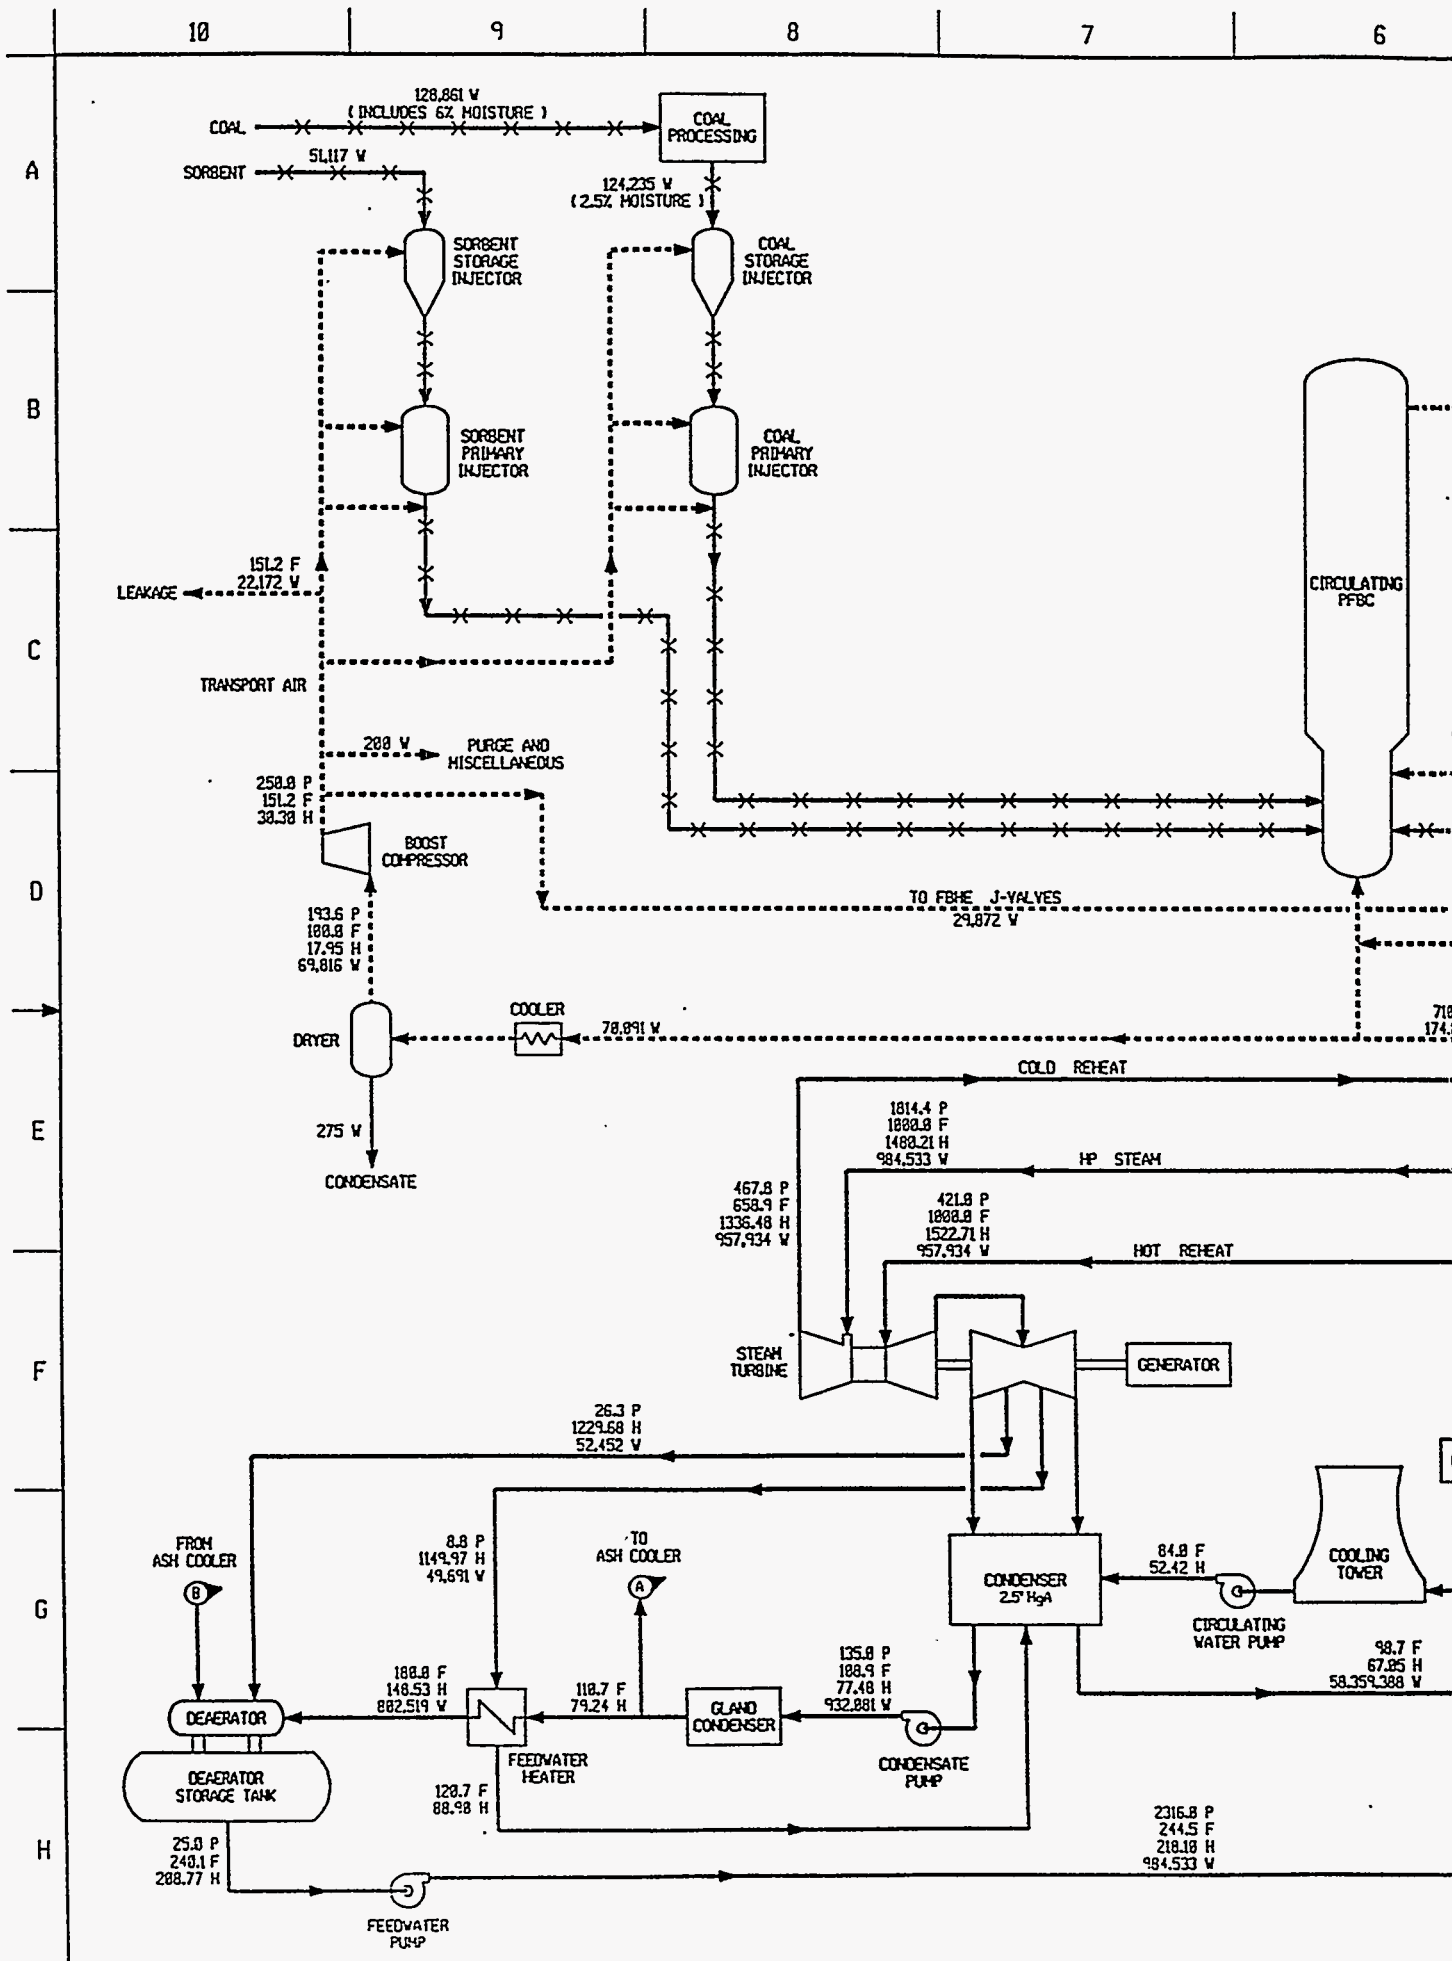 10 9 8 7 6
A
B
C
D
E
F
G
H
128,861 W
( INCLUDES 6% MOISTURE )
COAL
COAL
PROCESSING
51,117 W
SORBENT
124,235 W
( 2.5% MOISTURE )
SORBENT
STORAGE
INJECTOR
COAL
STORAGE
INJECTOR
SORBENT
PRIMARY
INJECTOR
COAL
PRIMARY
INJECTOR
151.2 F
22,172 W
LEAKAGE
CIRCULATING
PFBC
TRANSPORT AIR
200 W
PURGE AND
MISCELLANEOUS
250.0 P
151.2 F
30.30 H
BOOST
COMPRESSOR
TO FBHE J-VALVES
29,872 W
193.6 P
100.0 F
17.95 H
69,816 W
DRYER
COOLER
70,091 W
710
174.
275 W
CONDENSATE
COLD REHEAT
1814.4 P
1000.0 F
1480.21 H
984,533 W
HP STEAM
467.8 P
658.9 F
1336.48 H
957,934 W
421.0 P
1000.0 F
1522.71 H
957,934 W
HOT REHEAT
STEAM
TURBINE
GENERATOR
26.3 P
1229.68 H
52,452 W
FROM
ASH COOLER
B
8.8 P
1149.97 H
49,691 W
TO
ASH COOLER
A
CONDENSER
2.5" HgA
84.0 F
52.42 H
COOLING
TOWER
CIRCULATING
WATER PUMP
98.7 F
67.05 H
58,359,388 W
DEAERATOR
180.0 F
148.53 H
802,519 W
110.7 F
79.24 H
GLAND
CONDENSER
135.0 P
108.9 F
77.48 H
932,081 W
FEEDWATER
HEATER
CONDENSATE
PUMP
DEAERATOR
STORAGE TANK
120.7 F
88.90 H
25.0 P
240.1 F
208.77 H
2316.0 P
244.5 F
218.10 H
984,533 W
FEEDWATER
PUMP